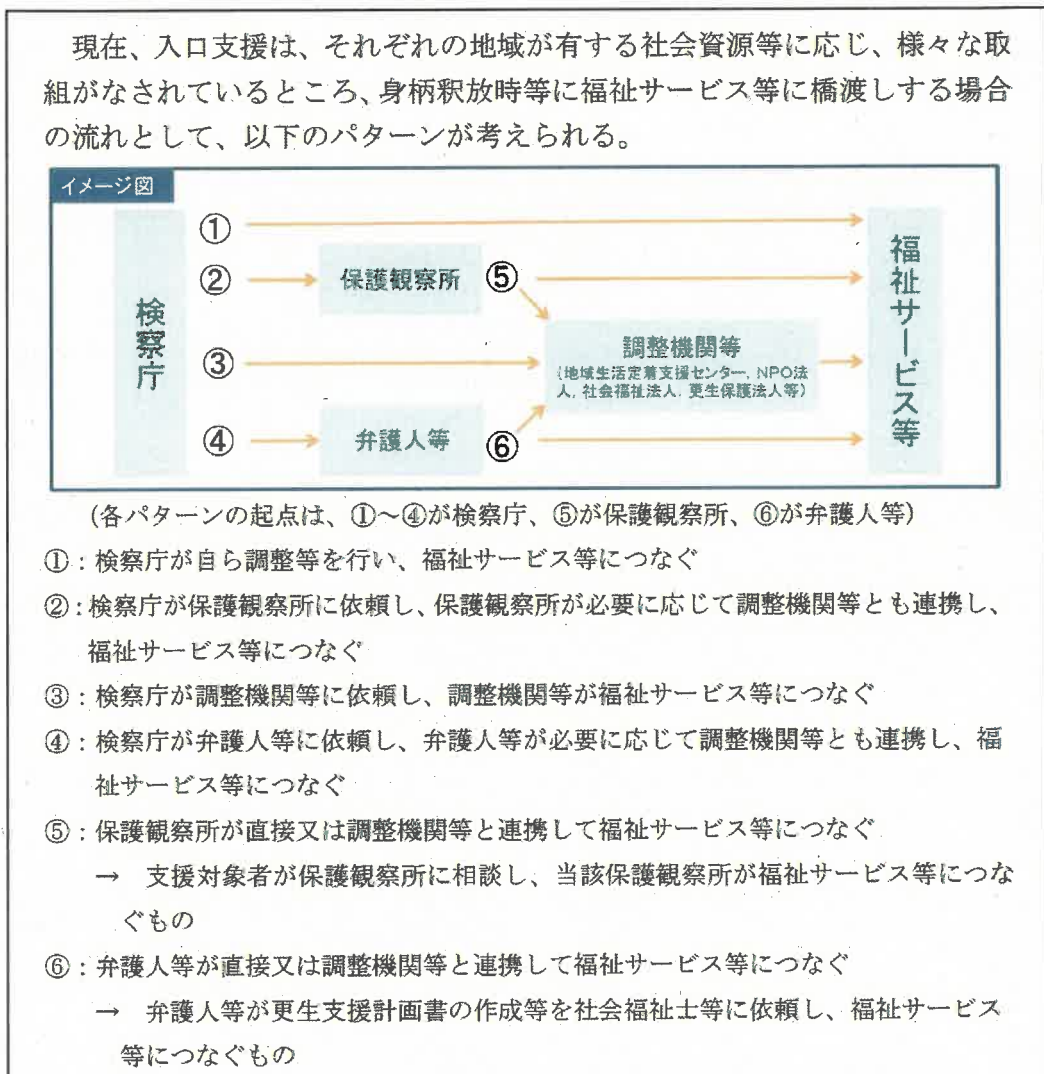 現在、入口支援は、それぞれの地域が有する社会資源等に応じ、様々な取
組がなされているところ、身柄釈放時等に福祉サービス等に橋渡しする場合
の流れとして、以下のパターンが考えられる。
イメージ図
検察庁
①
②
保護観察所
⑤
③
調整機関等
(地域生活定着支援センター, NPO法
人, 社会福祉法人, 更生保護法人等)
④
弁護人等
⑥
福祉サービス等
(各パターンの起点は、①～④が検察庁、⑤が保護観察所、⑥が弁護人等)
①:検察庁が自ら調整等を行い、福祉サービス等につなぐ
②:検察庁が保護観察所に依頼し、保護観察所が必要に応じて調整機関等とも連携し、
福祉サービス等につなぐ
③:検察庁が調整機関等に依頼し、調整機関等が福祉サービス等につなぐ
④:検察庁が弁護人等に依頼し、弁護人等が必要に応じて調整機関等とも連携し、福
祉サービス等につなぐ
⑤:保護観察所が直接又は調整機関等と連携して福祉サービス等につなぐ
→ 支援対象者が保護観察所に相談し、当該保護観察所が福祉サービス等につな
ぐもの
⑥:弁護人等が直接又は調整機関等と連携して福祉サービス等につなぐ
→ 弁護人等が更生支援計画書の作成等を社会福祉士等に依頼し、福祉サービス
等につなぐもの